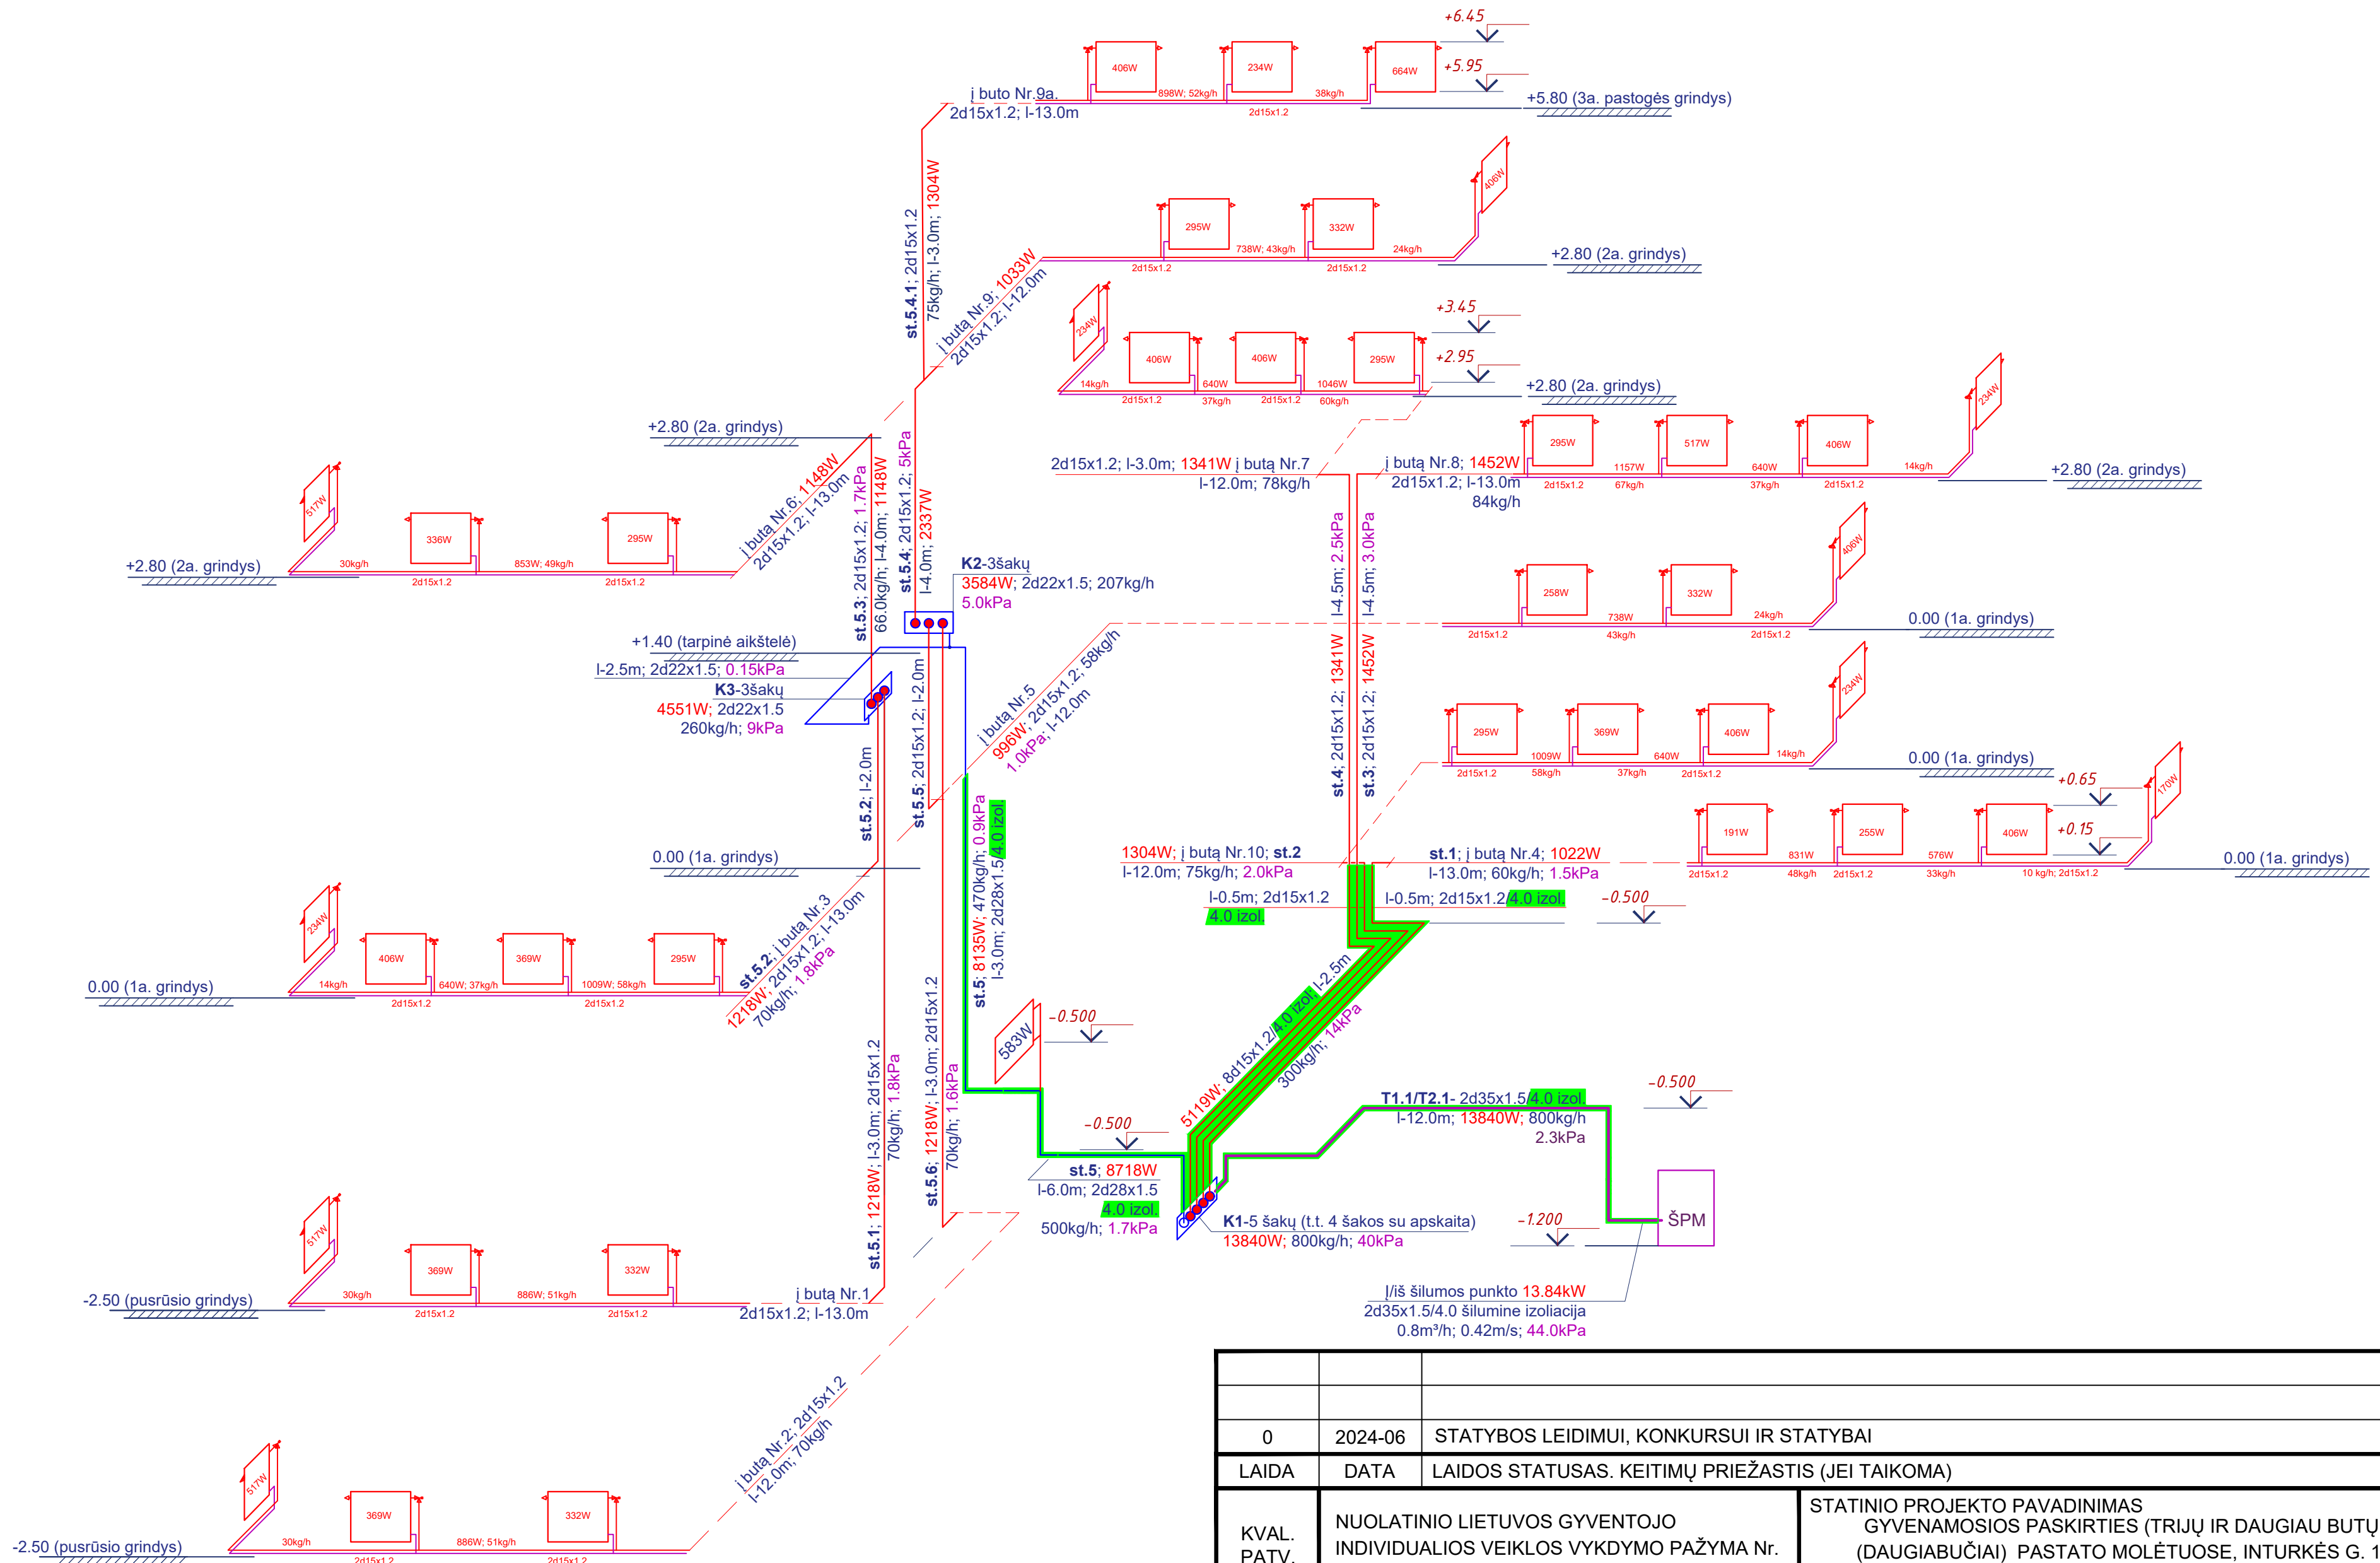 +6.45
406W
234W
664W
+5.95
į buto Nr.9a.
898W; 52kg/h
38kg/h
+5.80 (3a. pastogės grindys)
2d15x1.2; l-13.0m
2d15x1.2
st.5.4.1; 2d15x1.2
75kg/h; l-3.0m; 1304W
406W
295W
332W
738W; 43kg/h
24kg/h
+2.80 (2a. grindys)
2d15x1.2
2d15x1.2
į butą Nr.9; 1033W
2d15x1.2; l-12.0m
234W
+3.45
406W
406W
295W
+2.95
14kg/h
640W
1046W
+2.80 (2a. grindys)
2d15x1.2
37kg/h
2d15x1.2
60kg/h
234W
+2.80 (2a. grindys)
295W
517W
406W
2d15x1.2; l-3.0m; 1341W į butą Nr.7
l-12.0m; 78kg/h
į butą Nr.8; 1452W
2d15x1.2; l-13.0m
84kg/h
1157W
640W
14kg/h
+2.80 (2a. grindys)
2d15x1.2
67kg/h
37kg/h
2d15x1.2
517W
336W
295W
į butą Nr.6; 1148W
2d15x1.2; l-13.0m
st.5.3; 2d15x1.2; 1.7kPa
66.0kg/h; l-4.0m; 1148W
st.5.4; 2d15x1.2; 5kPa
l-4.0m; 2337W
+2.80 (2a. grindys)
30kg/h
853W; 49kg/h
2d15x1.2
2d15x1.2
K2-3šakų
3584W; 2d22x1.5; 207kg/h
5.0kPa
406W
258W
332W
738W
24kg/h
0.00 (1a. grindys)
2d15x1.2
43kg/h
2d15x1.2
+1.40 (tarpinė aikštelė)
l-2.5m; 2d22x1.5; 0.15kPa
K3-3šakų
4551W; 2d22x1.5
260kg/h; 9kPa
st.5.2; l-2.0m
st.5.5; 2d15x1.2; l-2.0m
į butą Nr.5
996W; 2d15x1.2; 58kg/h
1.0kPa; l-12.0m
st.4; 2d15x1.2; 1341W l-4.5m; 2.5kPa
st.3; 2d15x1.2; 1452W l-4.5m; 3.0kPa
234W
295W
369W
406W
1009W
640W
14kg/h
0.00 (1a. grindys)
2d15x1.2
58kg/h
37kg/h
2d15x1.2
+0.65
170W
191W
255W
406W
+0.15
831W
576W
0.00 (1a. grindys)
2d15x1.2
48kg/h
2d15x1.2
33kg/h
10 kg/h; 2d15x1.2
0.00 (1a. grindys)
1304W; į butą Nr.10; st.2
l-12.0m; 75kg/h; 2.0kPa
st.1; į butą Nr.4; 1022W
l-13.0m; 60kg/h; 1.5kPa
l-0.5m; 2d15x1.2
4.0 izol.
l-0.5m; 2d15x1.2/4.0 izol.
-0.500
st.5; 8135W; 470kg/h; 0.9kPa
l-3.0m; 2d28x1.5/4.0 izol.
234W
406W
369W
295W
st.5.2; į butą Nr.3
1218W; 2d15x1.2; l-13.0m
70kg/h; 1.8kPa
0.00 (1a. grindys)
14kg/h
640W; 37kg/h
1009W; 58kg/h
2d15x1.2
2d15x1.2
583W
-0.500
5119W; 8d15x1.2/4.0 izol; l-2.5m
300kg/h; 14kPa
st.5.1; 1218W; l-3.0m; 2d15x1.2
70kg/h; 1.8kPa
st.5.6; 1218W; l-3.0m; 2d15x1.2
70kg/h; 1.6kPa
-0.500
T1.1/T2.1- 2d35x1.5/4.0 izol.
l-12.0m; 13840W; 800kg/h
2.3kPa
-0.500
st.5; 8718W
l-6.0m; 2d28x1.5
4.0 izol.
500kg/h; 1.7kPa
K1-5 šakų (t.t. 4 šakos su apskaita)
13840W; 800kg/h; 40kPa
-1.200
ŠPM
517W
369W
332W
-2.50 (pusrūsio grindys)
30kg/h
886W; 51kg/h
2d15x1.2
2d15x1.2
į butą Nr.1
2d15x1.2; l-13.0m
Į/iš šilumos punkto 13.84kW
2d35x1.5/4.0 šilumine izoliacija
0.8m³/h; 0.42m/s; 44.0kPa
į butą Nr.2; 2d15x1.2
l-12.0m; 70kg/h
517W
369W
332W
-2.50 (pusrūsio grindys)
30kg/h
886W; 51kg/h
2d15x1.2
2d15x1.2
0 2024-06 STATYBOS LEIDIMUI, KONKURSUI IR STATYBAI
LAIDA DATA LAIDOS STATUSAS. KEITIMŲ PRIEŽASTIS (JEI TAIKOMA)
KVAL.
PATV.
NUOLATINIO LIETUVOS GYVENTOJO
INDIVIDUALIOS VEIKLOS VYKDYMO PAŽYMA Nr.
STATINIO PROJEKTO PAVADINIMAS
GYVENAMOSIOS PASKIRTIES (TRIJŲ IR DAUGIAU BUTŲ
(DAUGIABUČIAI) PASTATO MOLĖTUOSE, INTURKĖS G. 1